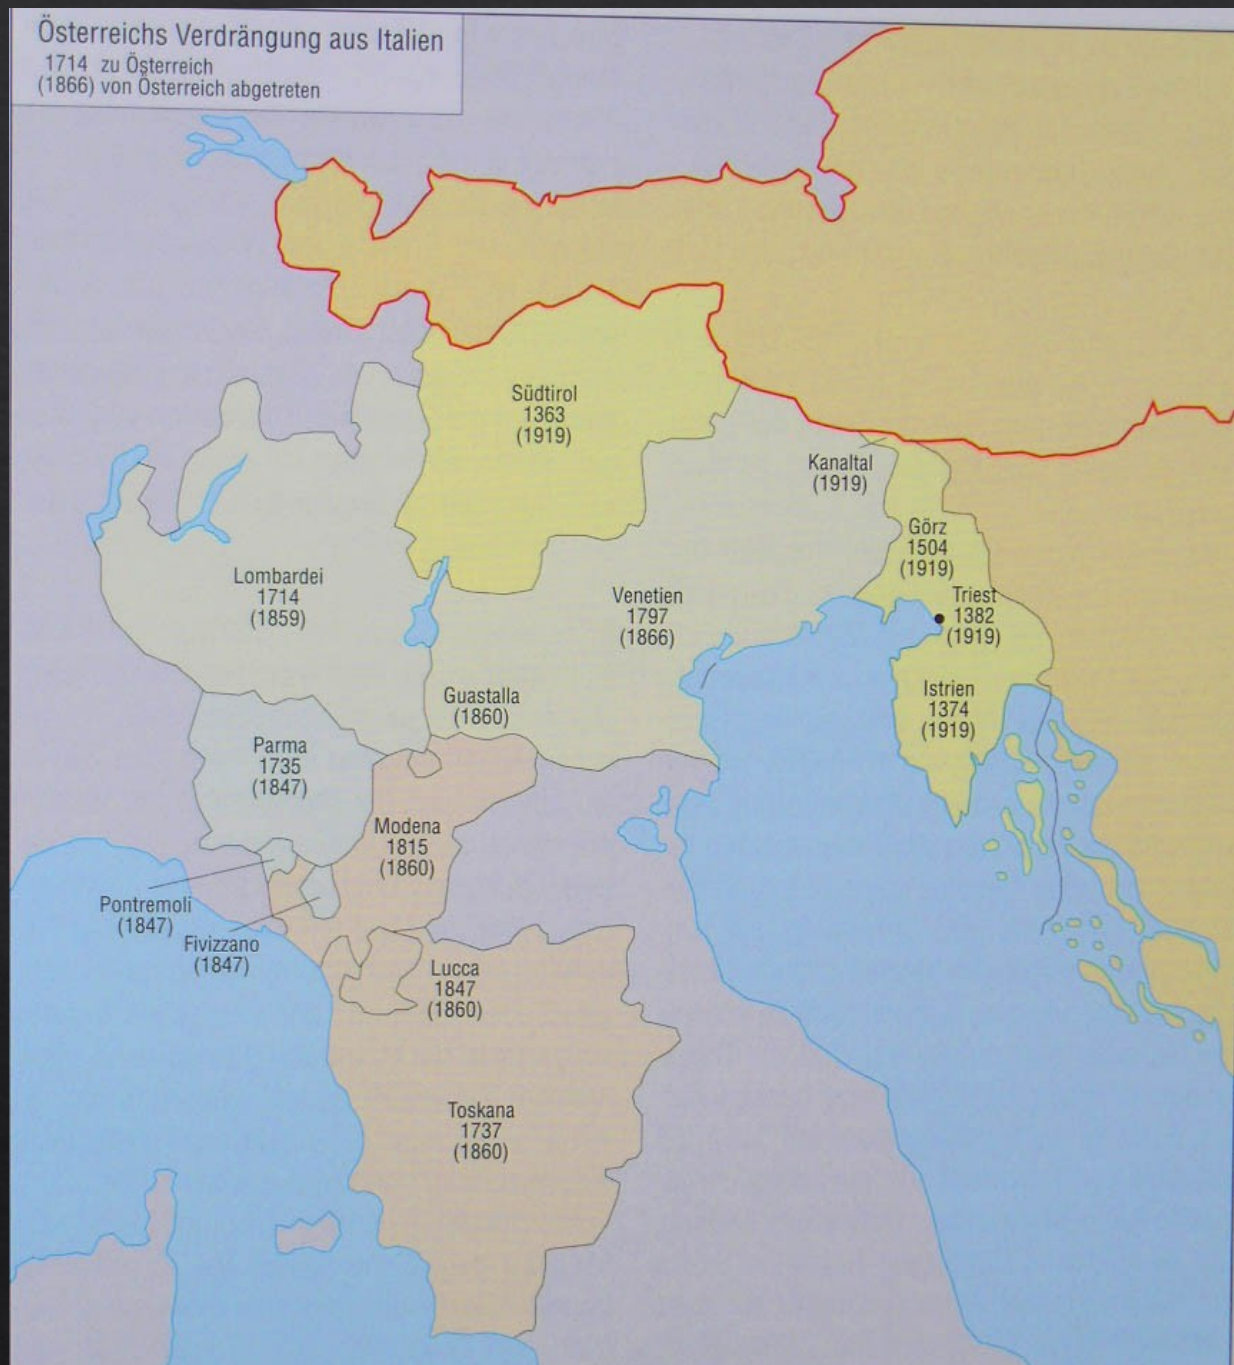 Österreichs Verdrängung aus Italien
1714 zu Österreich
(1866) von Österreich abgetreten
Südtirol
1363
(1919)
Kanaltal
(1919)
Görz
1504
(1919)
Lombardei
1714
(1859)
Venetien
1797
(1866)
Triest
1382
(1919)
Guastalla
(1860)
Istrien
1374
(1919)
Parma
1735
(1847)
Modena
1815
(1860)
Pontremoli
(1847)
Fivizzano
(1847)
Lucca
1847
(1860)
Toskana
1737
(1860)